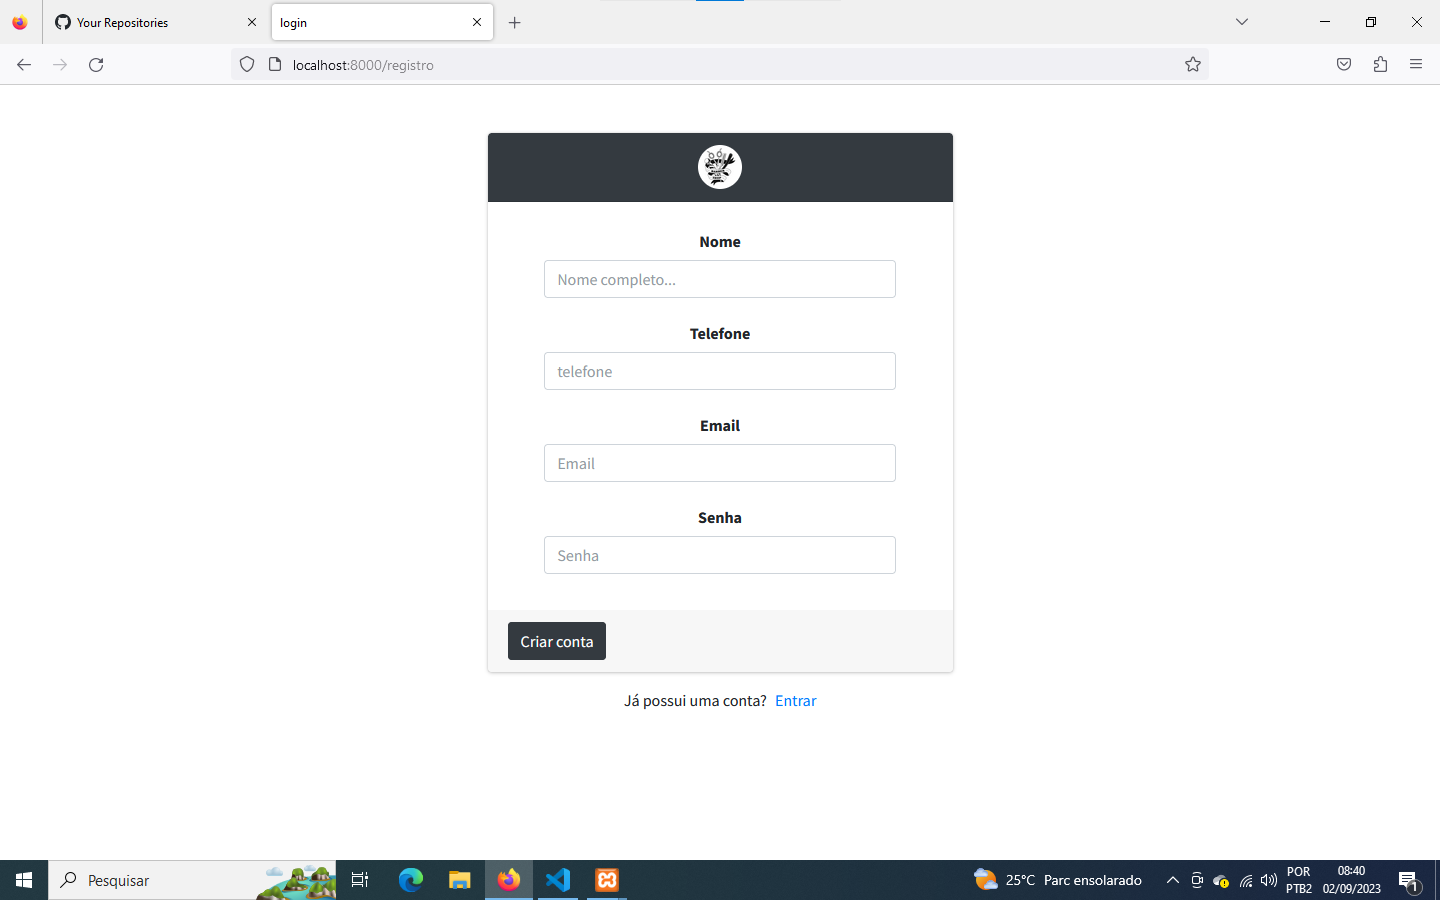 Your Repositories
login
localhost:8000/registro
Nome
Nome completo...
Telefone
telefone
Email
Email
Senha
Senha
Criar conta
Já possui uma conta? Entrar
Pesquisar
25°C Parc ensolarado
POR
PTB2
08:40
02/09/2023
1